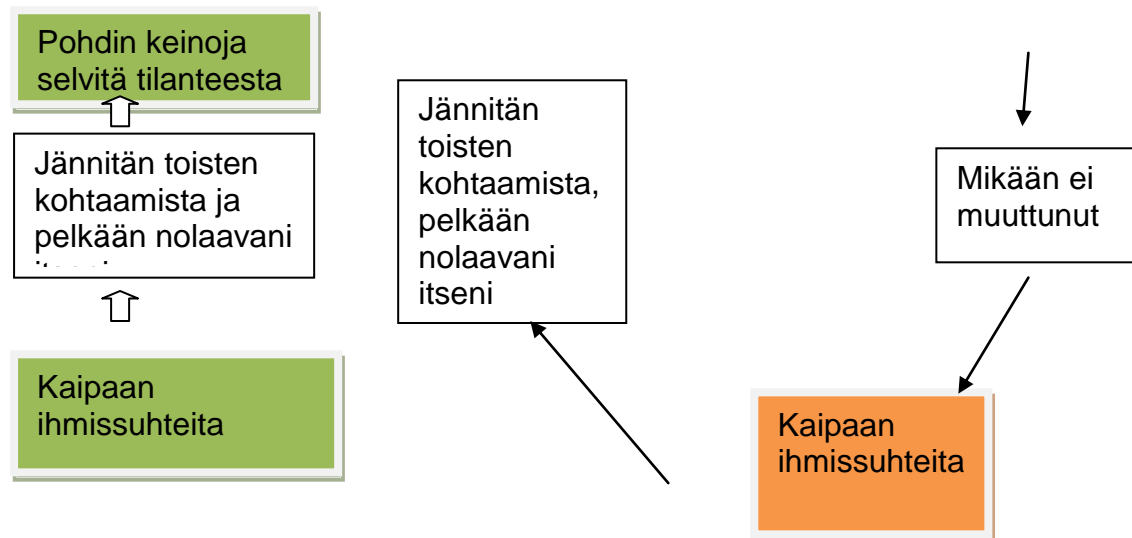 Pohdin keinoja
selvitä tilanteesta
Jännitän toisten
kohtaamista ja
pelkään nolaavani
Kaipaan
ihmissuhteita
Jännitän
toisten
kohtaamista,
pelkään
nolaavani
itseni
Mikään ei
muuttunut
Kaipaan
ihmissuhteita